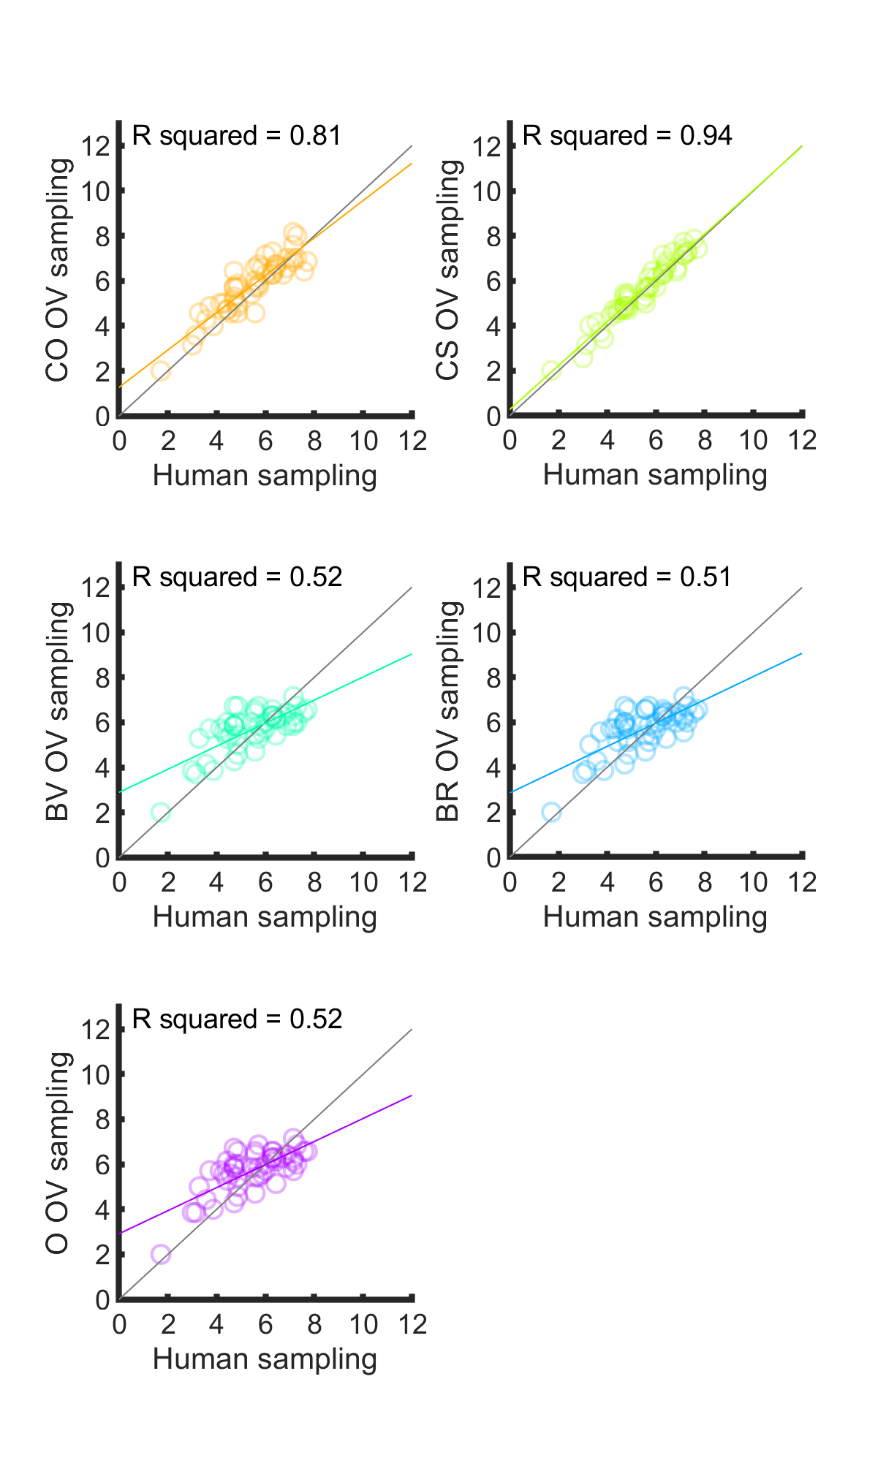 R squared = 0.81
CO OV sampling
12
10
8
6
4
2
0
0 2 4 6 8 10 12
Human sampling
R squared = 0.94
CS OV sampling
12
10
8
6
4
2
0
0 2 4 6 8 10 12
Human sampling
R squared = 0.52
BV OV sampling
12
10
8
6
4
2
0
0 2 4 6 8 10 12
Human sampling
R squared = 0.51
BR OV sampling
12
10
8
6
4
2
0
0 2 4 6 8 10 12
Human sampling
R squared = 0.52
O OV sampling
12
10
8
6
4
2
0
0 2 4 6 8 10 12
Human sampling